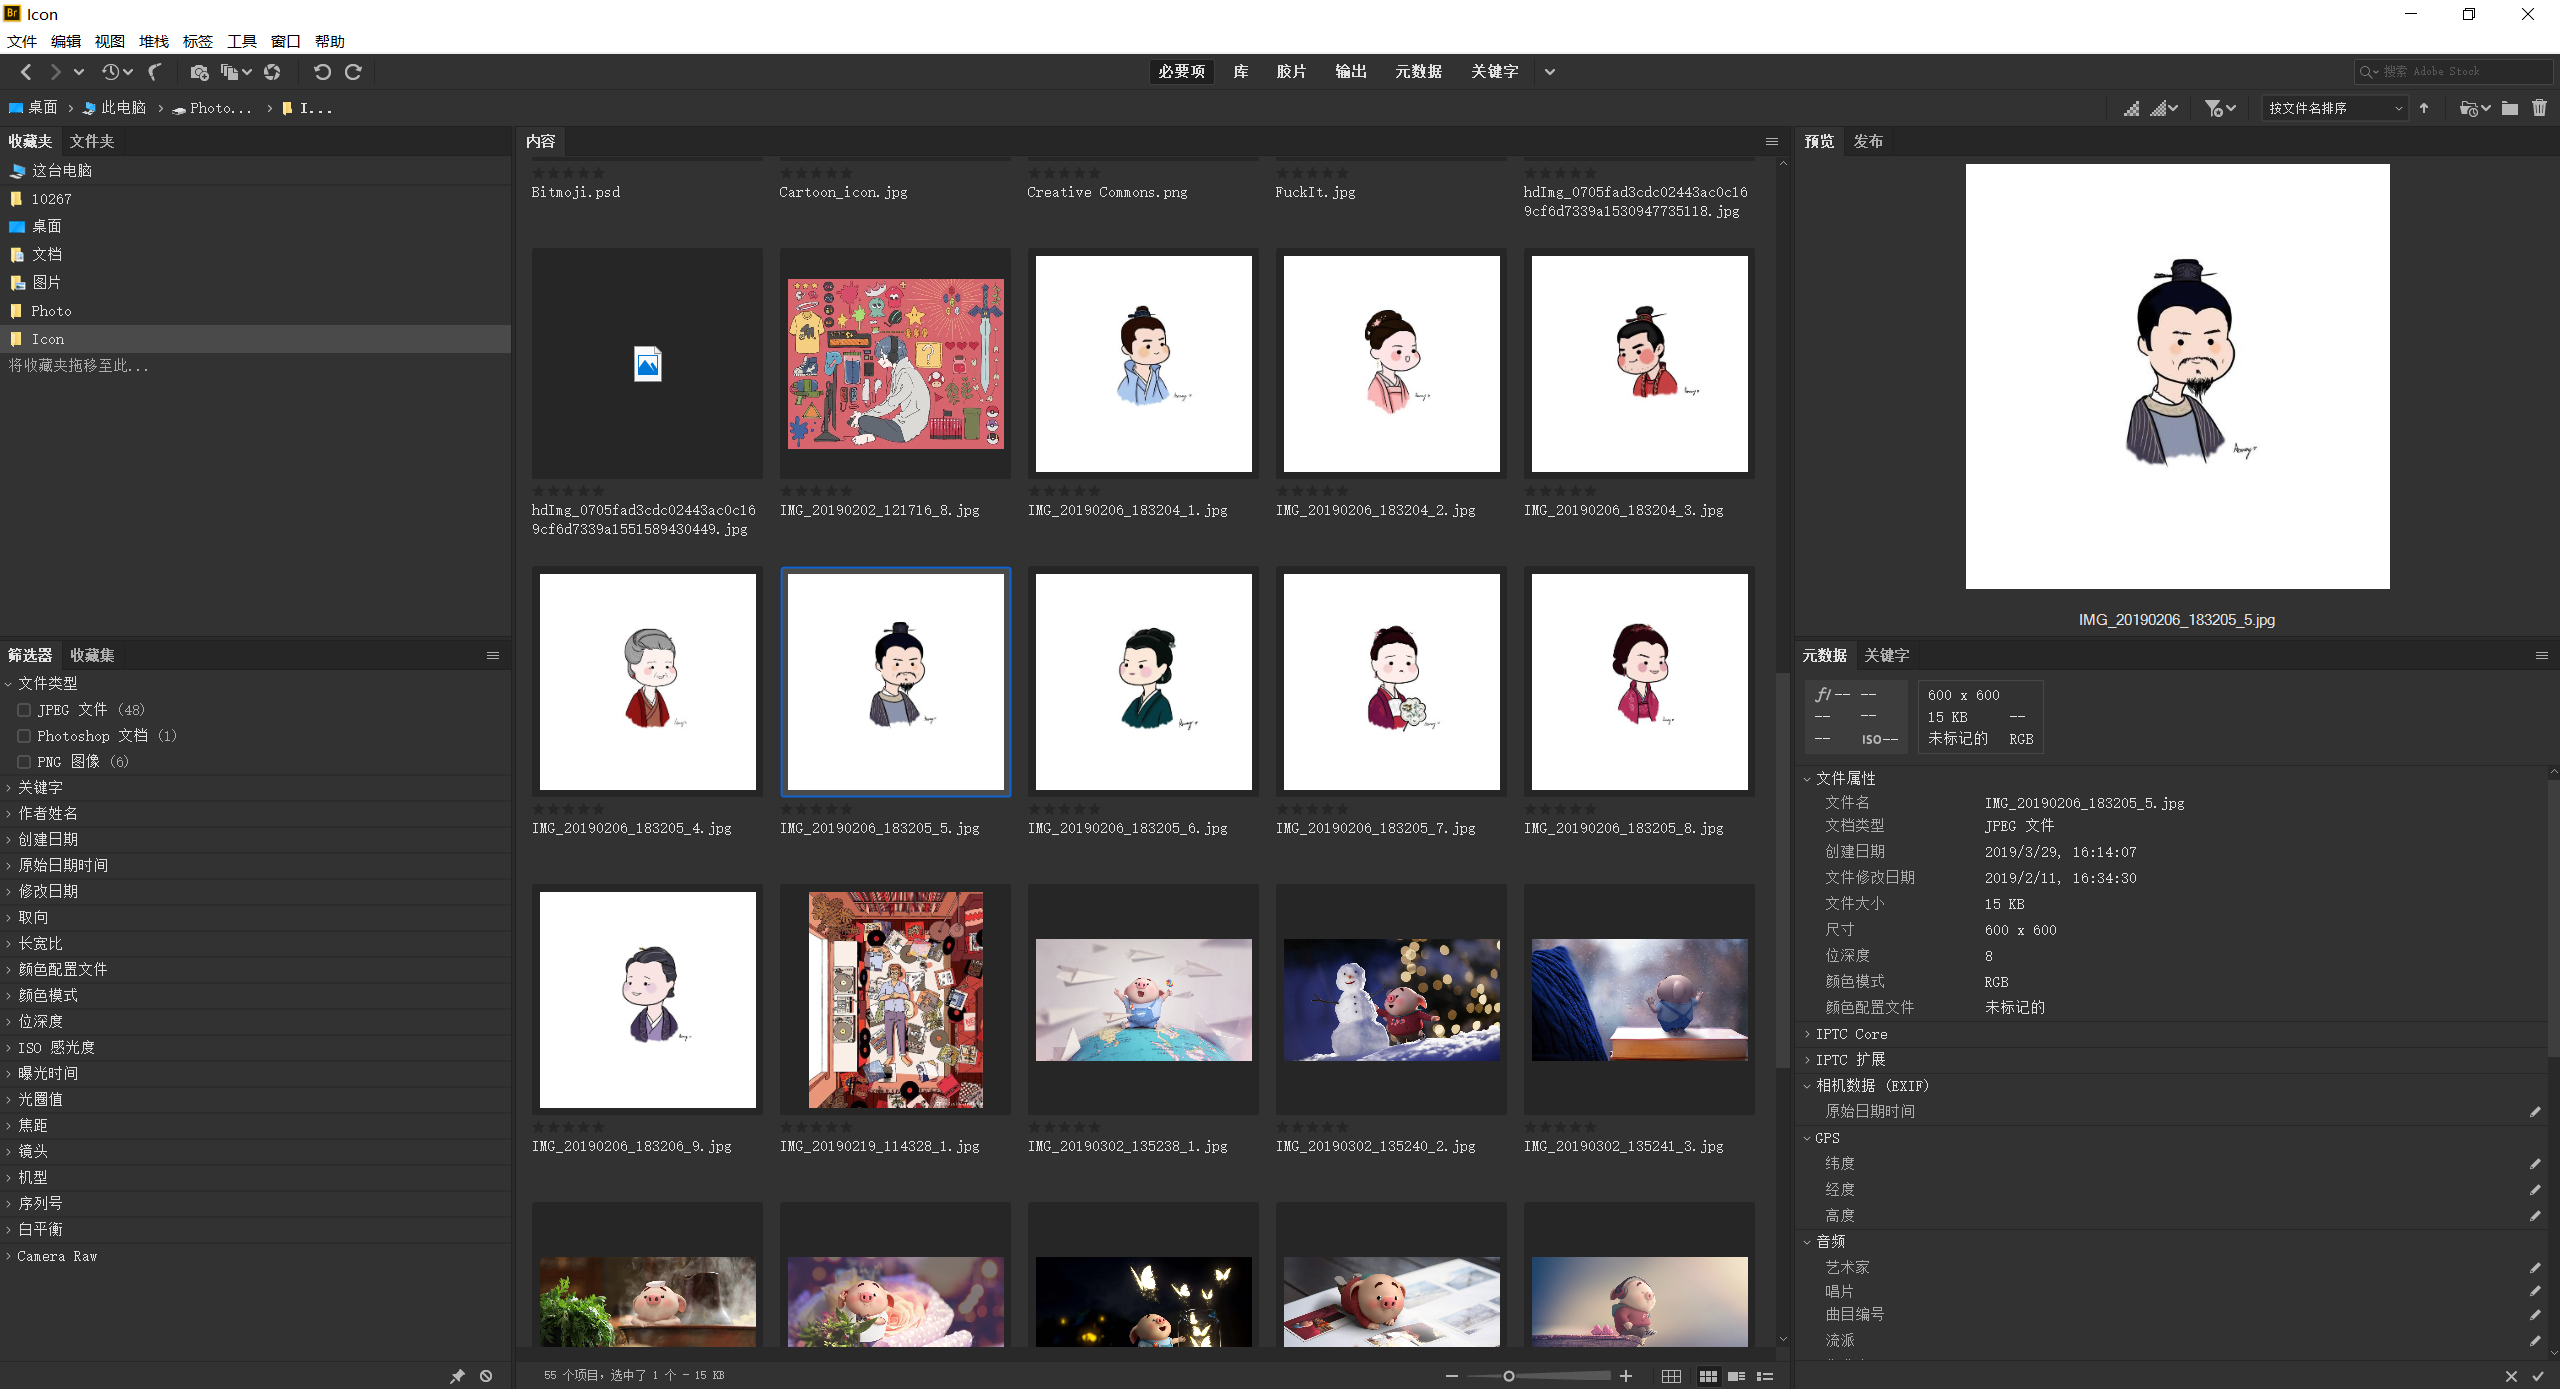 Br Icon
文件 编辑 视图 堆栈 标签 工具 窗口 帮助
必要项 库 胶片 输出 元数据 关键字
搜索 Adobe Stock
桌面 此电脑 Photo... I...
按文件名排序
收藏夹 文件夹
这台电脑
10267
桌面
文档
图片
Photo
Icon
将收藏夹拖移至此...
筛选器 收藏集
文件类型
JPEG 文件 (48)
Photoshop 文档 (1)
PNG 图像 (6)
关键字
作者姓名
创建日期
原始日期时间
修改日期
取向
长宽比
颜色配置文件
颜色模式
位深度
ISO 感光度
曝光时间
光圈值
焦距
镜头
机型
序列号
白平衡
Camera Raw
内容
Bitmoji.psd
Cartoon_icon.jpg
Creative Commons.png
FuckIt.jpg
hdImg_0705fad3cdc02443ac0c16
9cf6d7339a1530947735118.jpg
hdImg_0705fad3cdc02443ac0c16
9cf6d7339a1551589430449.jpg
IMG_20190202_121716_8.jpg
IMG_20190206_183204_1.jpg
IMG_20190206_183204_2.jpg
IMG_20190206_183204_3.jpg
IMG_20190206_183205_4.jpg
IMG_20190206_183205_5.jpg
IMG_20190206_183205_6.jpg
IMG_20190206_183205_7.jpg
IMG_20190206_183205_8.jpg
IMG_20190206_183206_9.jpg
IMG_20190219_114328_1.jpg
IMG_20190302_135238_1.jpg
IMG_20190302_135240_2.jpg
IMG_20190302_135241_3.jpg
55 个项目，选中了 1 个 - 15 KB
预览 发布
IMG_20190206_183205_5.jpg
元数据 关键字
f/ -- --
-- --
-- ISO--
600 x 600
15 KB --
未标记的 RGB
文件属性
文件名 IMG_20190206_183205_5.jpg
文档类型 JPEG 文件
创建日期 2019/3/29, 16:14:07
文件修改日期 2019/2/11, 16:34:30
文件大小 15 KB
尺寸 600 x 600
位深度 8
颜色模式 RGB
颜色配置文件 未标记的
IPTC Core
IPTC 扩展
相机数据 (EXIF)
原始日期时间
GPS
纬度
经度
高度
音频
艺术家
唱片
曲目编号
流派